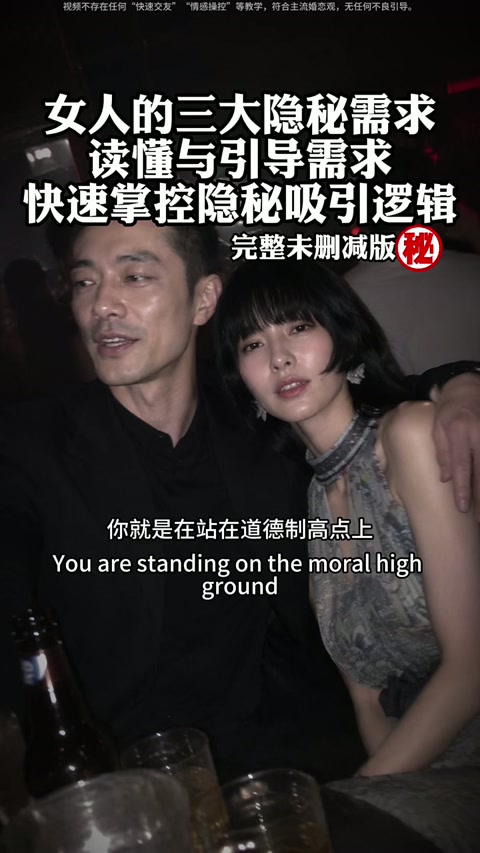 视频不存在任何“快速交友”“情感操控”等教学，符合主流婚恋观，无任何不良引导。
女人的三大隐秘需求
读懂与引导需求
快速掌控隐秘吸引逻辑
完整未删减版 秘
你就是在站在道德制高点上
You are standing on the moral high
ground